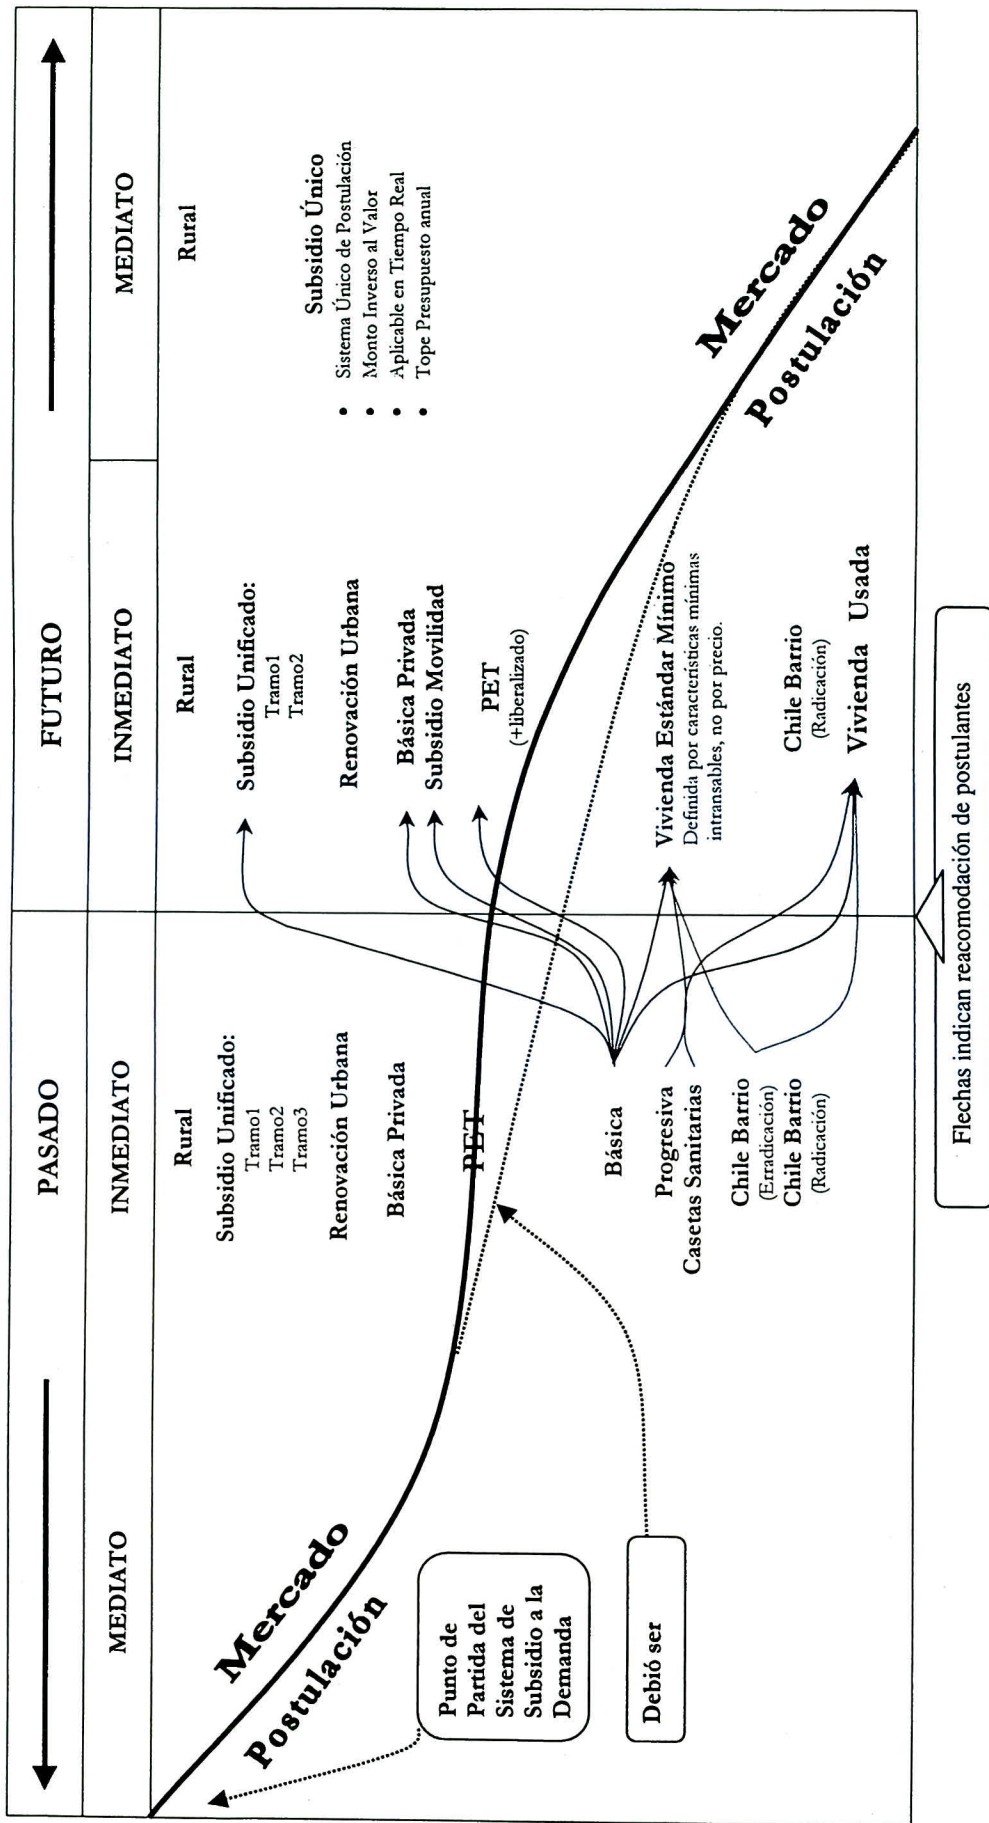 PASADO
FUTURO
MEDIATO
INMEDIATO
INMEDIATO
MEDIATO
Mercado
Postulación
Punto de
Partida del
Sistema de
Subsidio a la
Demanda
Debió ser
Rural
Subsidio Unificado:
Tramo1
Tramo2
Tramo3
Renovación Urbana
Básica Privada
PET
Básica
Progresiva
Casetas Sanitarias
Chile Barrio
(Erradicación)
Chile Barrio
(Radicación)
Rural
Subsidio Unificado:
Tramo1
Tramo2
Renovación Urbana
Básica Privada
Subsidio Movilidad
PET
(+liberalizado)
Vivienda Estándar Mínimo
Definida por características mínimas
intransables, no por precio.
Chile Barrio
(Radicación)
Vivienda Usada
Rural
Subsidio Único
• Sistema Único de Postulación
• Monto Inverso al Valor
• Aplicable en Tiempo Real
• Tope Presupuesto anual
Mercado
Postulación
Flechas indican reacomodación de postulantes